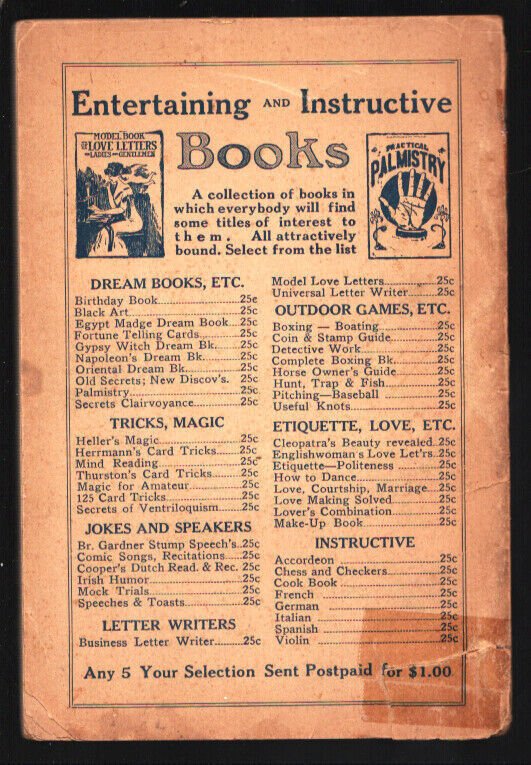 Entertaining AND Instructive
MODEL BOOK
OF LOVE LETTERS
FOR LADIES AND GENTLEMEN
Books
PRACTICAL
PALMISTRY
A collection of books in
which everybody will find
some titles of interest to
them. All attractively
bound. Select from the list
DREAM BOOKS, ETC.
Birthday Book....25c
Black Art....25c
Egypt Madge Dream Book....25c
Fortune Telling Cards....25c
Gypsy Witch Dream Bk....25c
Napoleon's Dream Bk....25c
Oriental Dream Bk....25c
Old Secrets; New Discov's. 25c
Palmistry....25c
Secrets Clairvoyance....25c
TRICKS, MAGIC
Heller's Magic....25c
Herrmann's Card Tricks....25c
Mind Reading....25c
Thurston's Card Tricks....25c
Magic for Amateur....25c
125 Card Tricks....25c
Secrets of Ventriloquism....25c
JOKES AND SPEAKERS
Br. Gardner Stump Speech's..25c
Comic Songs, Recitations....25c
Cooper's Dutch Read. & Rec. 25c
Irish Humor....25c
Mock Trials....25c
Speeches & Toasts....25c
LETTER WRITERS
Business Letter Writer....25c
Model Love Letters....25c
Universal Letter Writer....25c
OUTDOOR GAMES, ETC.
Boxing — Boating....25c
Coin & Stamp Guide....25c
Detective Work....25c
Complete Boxing Bk....25c
Horse Owner's Guide....25c
Hunt, Trap & Fish....25c
Pitching—Baseball....25c
Useful Knots....25c
ETIQUETTE, LOVE, ETC.
Cleopatra's Beauty revealed..25c
Englishwoman's Love Let'rs..25c
Etiquette—Politeness....25c
How to Dance....25c
Love, Courtship, Marriage....25c
Love Making Solved....25c
Lover's Combination....25c
Make-Up Book....25c
INSTRUCTIVE
Accordeon....25c
Chess and Checkers....25c
Cook Book....25c
French....25c
German....25c
Italian....25c
Spanish....25c
Violin....25c
Any 5 Your Selection Sent Postpaid for $1.00